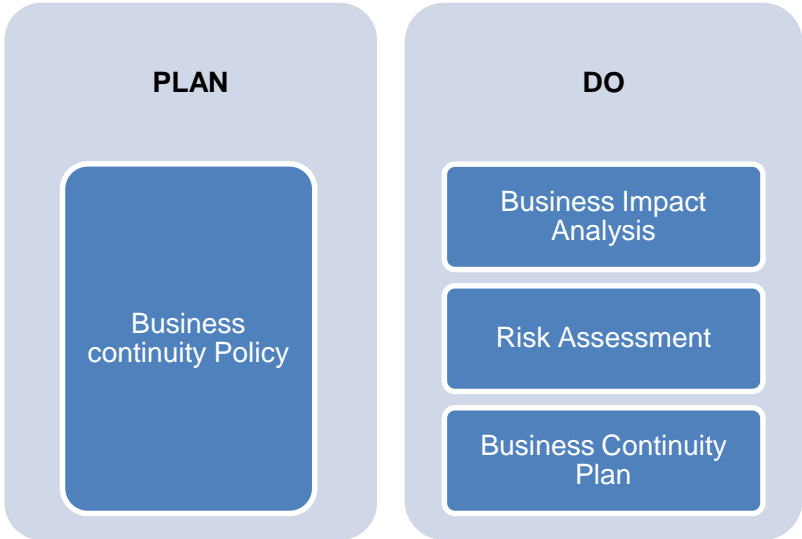 PLAN
Business
continuity Policy
DO
Business Impact
Analysis
Risk Assessment
Business Continuity
Plan